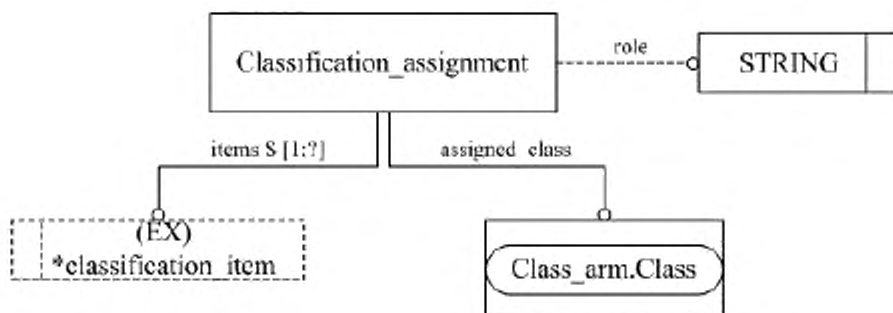 Classification_assignment
role
STRING
items S [1:?]
assigned_class
(EX)
*classification_item
Class_arm.Class